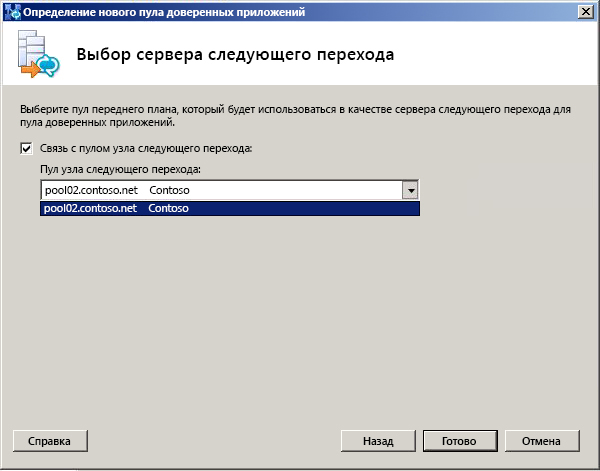 Определение нового пула доверенных приложений
Выбор сервера следующего перехода
Выберите пул переднего плана, который будет использоваться в качестве сервера следующего перехода для
пула доверенных приложений.
Связь с пулом узла следующего перехода:
Пул узла следующего перехода:
pool02.contoso.net Contoso
pool02.contoso.net Contoso
Справка Назад Готово Отмена